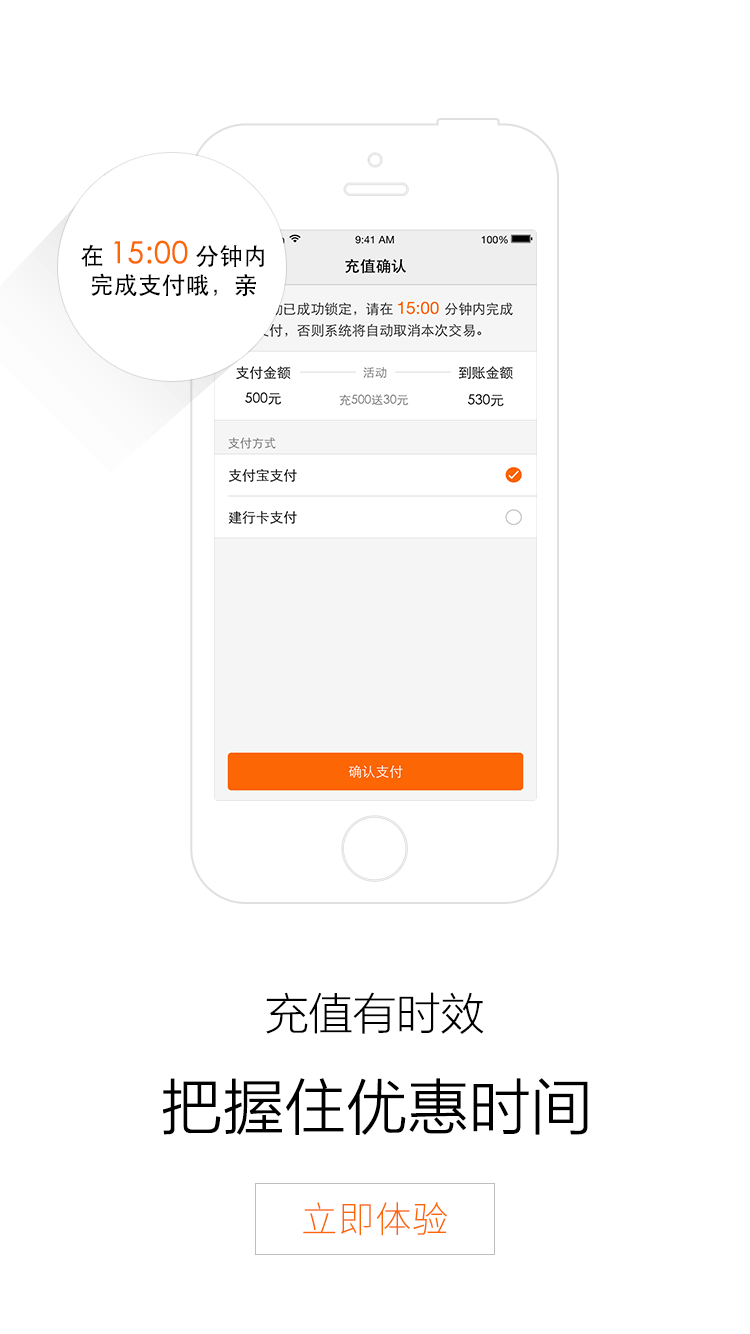 在 15:00 分钟内
完成支付哦，亲
9:41 AM
100%
充值确认
已成功锁定，请在 15:00 分钟内完成
付，否则系统将自动取消本次交易。
支付金额 活动 到账金额
500元 充500送30元 530元
支付方式
支付宝支付
建行卡支付
确认支付
充值有时效
把握住优惠时间
立即体验